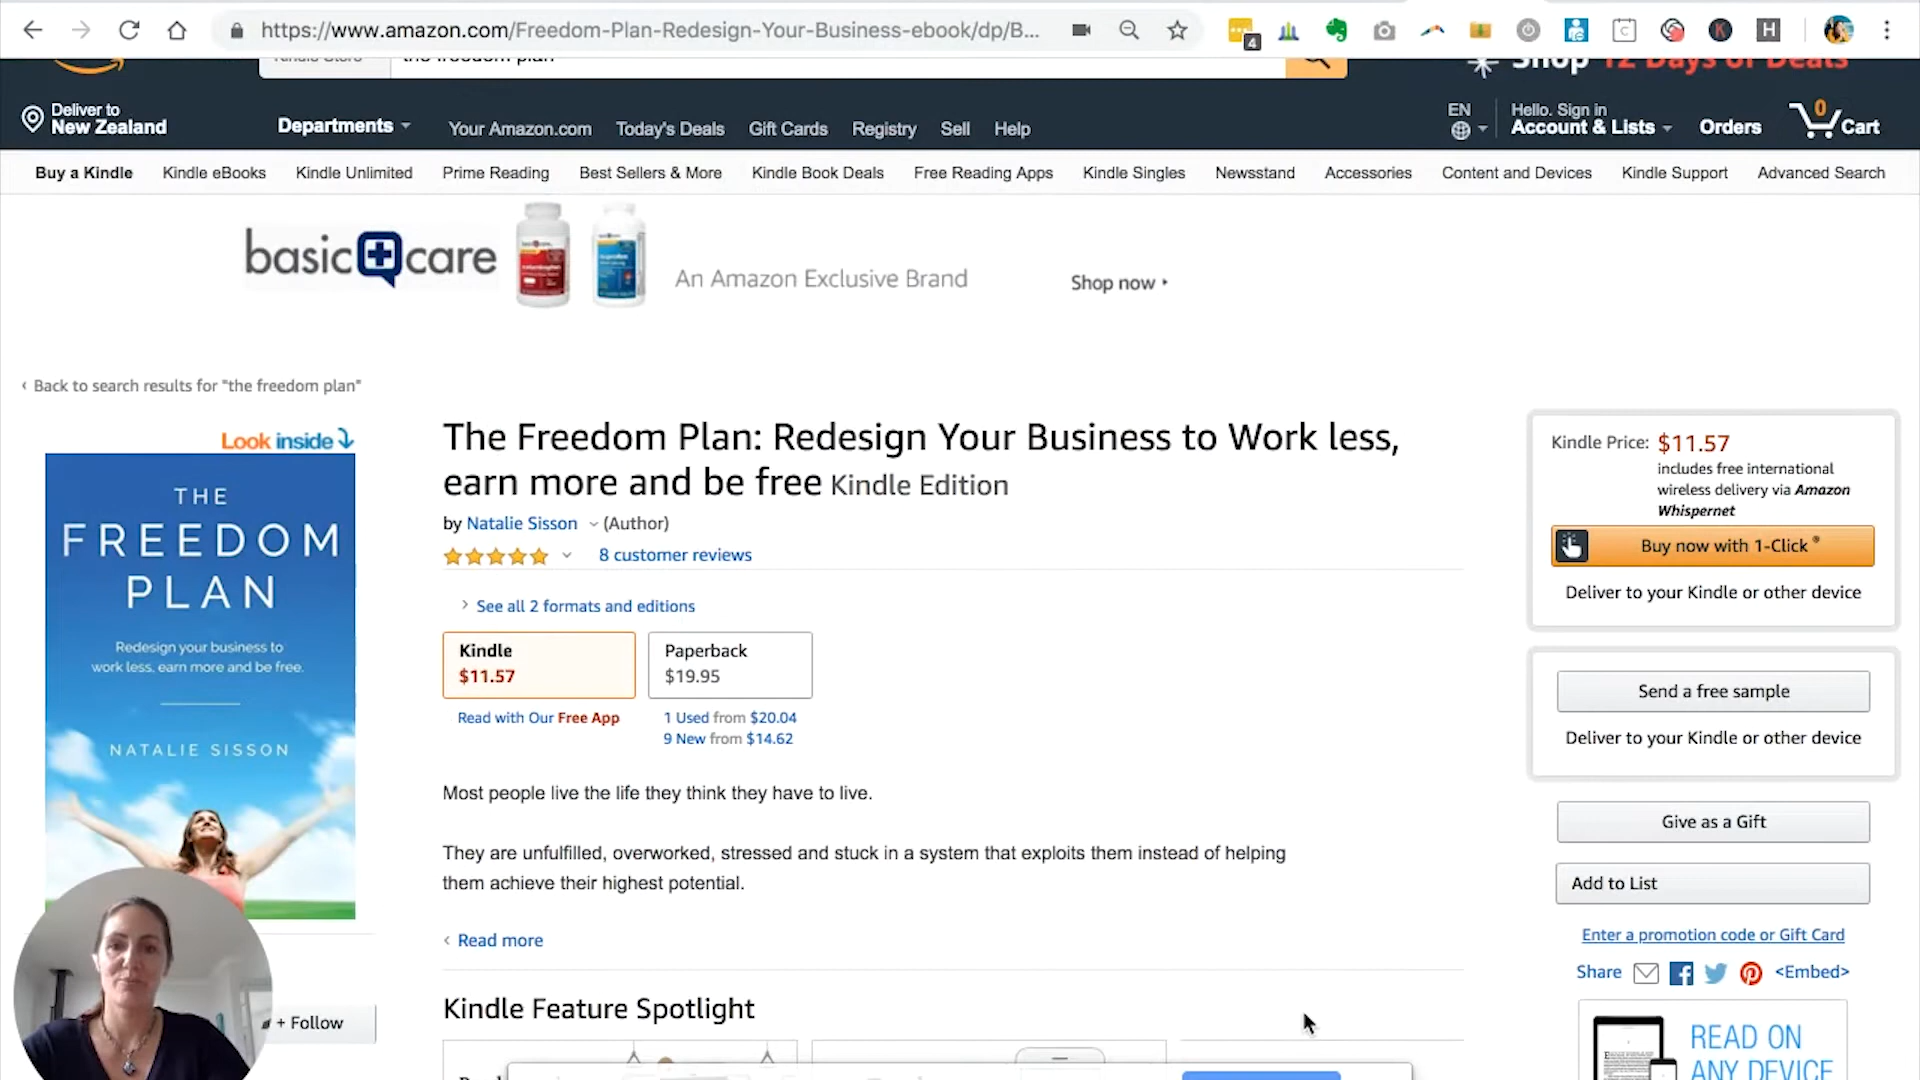 https://www.amazon.com/Freedom-Plan-Redesign-Your-Business-ebook/dp/B...
4
C
K
H
Kindle Store
the freedom plan
Shop 12 Days of Deals
Deliver to
New Zealand
Departments
Your Amazon.com
Today's Deals
Gift Cards
Registry
Sell
Help
EN
Hello. Sign in
Account & Lists
Orders
0
Cart
Buy a Kindle
Kindle eBooks
Kindle Unlimited
Prime Reading
Best Sellers & More
Kindle Book Deals
Free Reading Apps
Kindle Singles
Newsstand
Accessories
Content and Devices
Kindle Support
Advanced Search
basic care
An Amazon Exclusive Brand
Shop now
‹ Back to search results for "the freedom plan"
Look inside
THE
FREEDOM
PLAN
Redesign your business to
work less, earn more and be free.
NATALIE SISSON
+ Follow
The Freedom Plan: Redesign Your Business to Work less,
earn more and be free Kindle Edition
by Natalie Sisson (Author)
8 customer reviews
See all 2 formats and editions
Kindle
$11.57
Paperback
$19.95
Read with Our Free App
1 Used from $20.04
9 New from $14.62
Most people live the life they think they have to live.
They are unfulfilled, overworked, stressed and stuck in a system that exploits them instead of helping
them achieve their highest potential.
Read more
Kindle Feature Spotlight
Kindle Price: $11.57
includes free international
wireless delivery via Amazon
Whispernet
Buy now with 1-Click ®
Deliver to your Kindle or other device
Send a free sample
Deliver to your Kindle or other device
Give as a Gift
Add to List
Enter a promotion code or Gift Card
Share
<Embed>
READ ON
ANY DEVICE